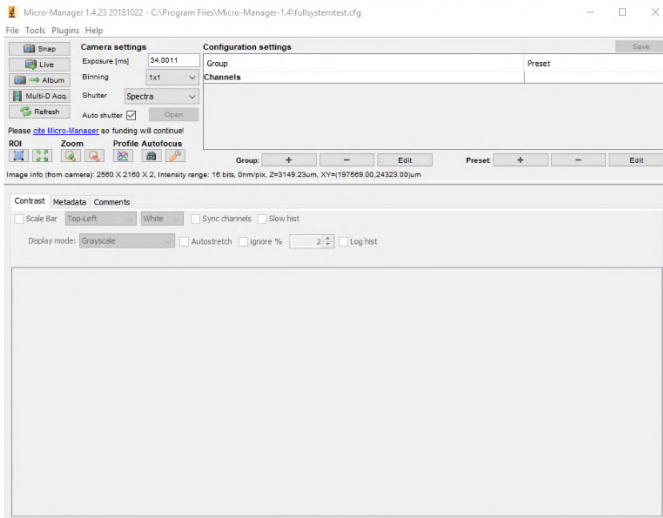 Micro-Manager 1.4.23 20181022 - C:\Program Files\Micro-Manager-1.4\fullsystemtest.cfg
File Tools Plugins Help
Snap
Live
Album
Multi-D Acq.
Refresh
Camera settings
Exposure [ms] 34.0011
Binning 1x1
Shutter Spectra
Auto shutter Open
Configuration settings
Save
Group Preset
Channels
Please cite Micro-Manager so funding will continue!
ROI Zoom Profile Autofocus
Group: + − Edit Preset: + − Edit
Image info (from camera): 2560 X 2160 X 2, Intensity range: 16 bits, 0nm/pix, Z=3149.23um, XY=(197569.00,24323.00)um
Contrast Metadata Comments
Scale Bar Top-Left White Sync channels Slow hist
Display mode: Grayscale Autostretch ignore % 2 Log hist